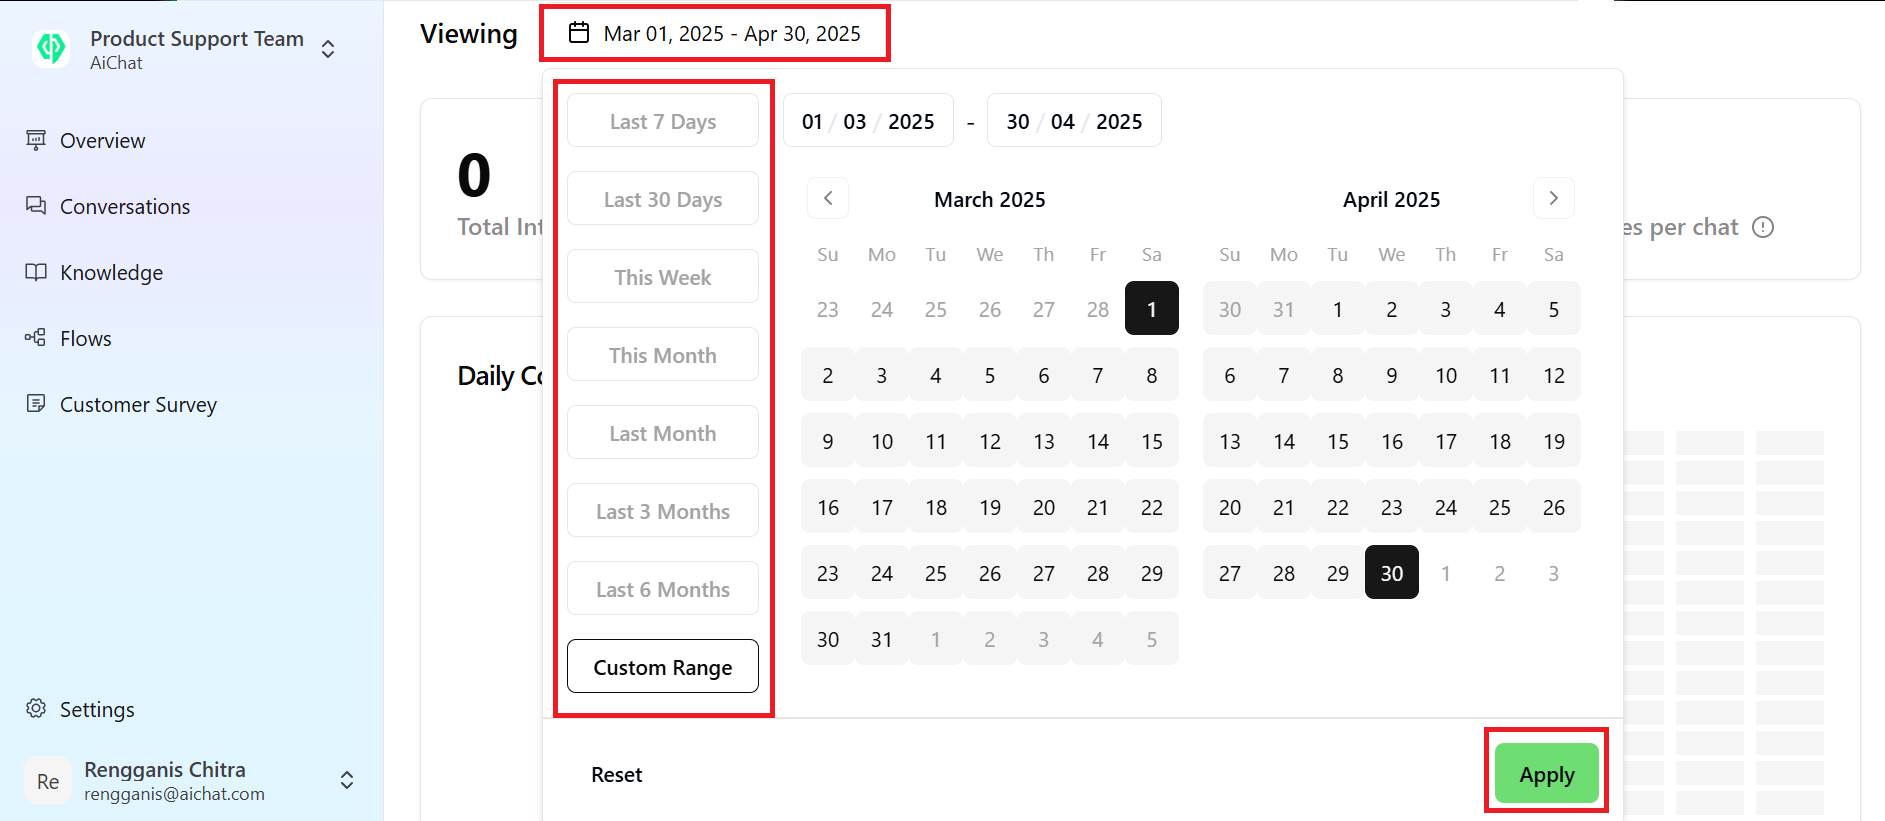 Product Support Team
AiChat
Overview
Conversations
Knowledge
Flows
Customer Survey
Settings
Re
Rengganis Chitra
rengganis@aichat.com
Viewing
Mar 01, 2025 - Apr 30, 2025
0
Total Int
Daily Co
es per chat
Last 7 Days
Last 30 Days
This Week
This Month
Last Month
Last 3 Months
Last 6 Months
Custom Range
01 / 03 / 2025 - 30 / 04 / 2025
March 2025
Su Mo Tu We Th Fr Sa
23 24 25 26 27 28 1
2 3 4 5 6 7 8
9 10 11 12 13 14 15
16 17 18 19 20 21 22
23 24 25 26 27 28 29
30 31 1 2 3 4 5
April 2025
Su Mo Tu We Th Fr Sa
30 31 1 2 3 4 5
6 7 8 9 10 11 12
13 14 15 16 17 18 19
20 21 22 23 24 25 26
27 28 29 30 1 2 3
Reset
Apply